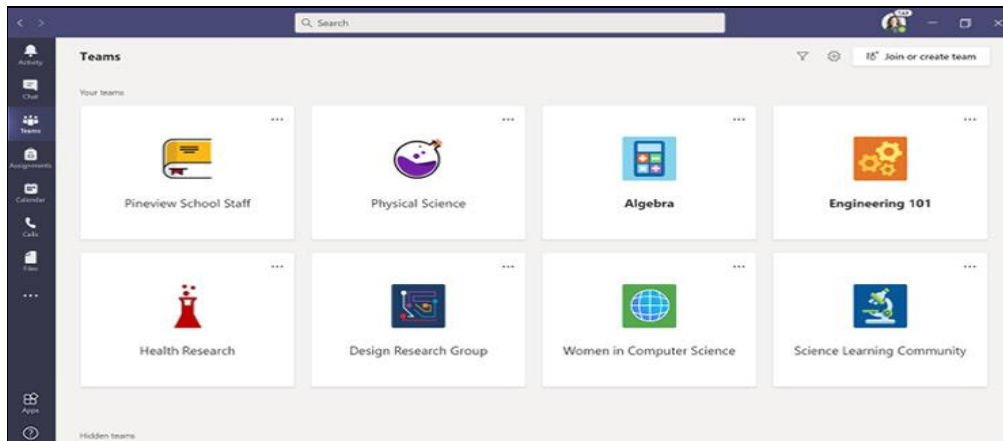 Search
Activity
Chat
Teams
Assignments
Calendar
Calls
Files
Apps
Teams
Join or create team
Your teams
Pineview School Staff
Physical Science
Algebra
Engineering 101
Health Research
Design Research Group
Women in Computer Science
Science Learning Community
Hidden teams